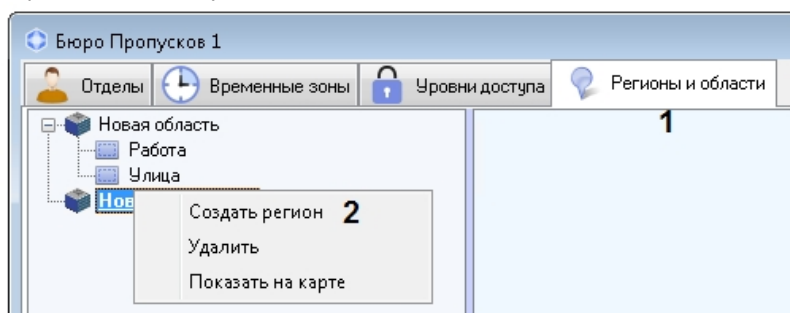 Бюро Пропусков 1
Отделы Временные зоны Уровни доступа Регионы и области
1
Новая область
Работа
Улица
Нов
Создать регион 2
Удалить
Показать на карте